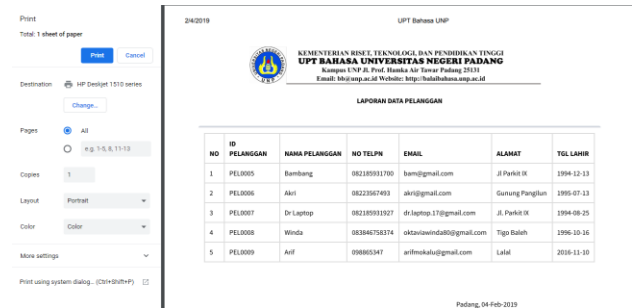 Print
Total: 1 sheet of paper
Print Cancel
Destination HP Deskjet 1510 series
Change...
Pages All
e.g. 1-5, 8, 11-13
Copies 1
Layout Portrait
Color Color
More settings
Print using system dialog... (Ctrl+Shift+P)
2/4/2019 UPT Bahasa UNP
KEMENTERIAN RISET, TEKNOLOGI, DAN PENDIDIKAN TINGGI
UPT BAHASA UNIVERSITAS NEGERI PADANG
Kampus UNP Jl. Prof. Hamka Air Tawar Padang 25131
Email: bb@unp.ac.id Website: http://balaibahasa.unp.ac.id
LAPORAN DATA PELANGGAN
NO ID PELANGGAN NAMA PELANGGAN NO TELPN EMAIL ALAMAT TGL LAHIR
1 PEL0005 Bambang 082185931700 bam@gmail.com Jl Parkit IX 1994-12-13
2 PEL0006 Akri 08223567493 akri@gmail.com Gunung Pangilun 1995-07-13
3 PEL0007 Dr Laptop 082185931927 dr.laptop.17@gmail.com Jl. Parkit IX 1994-08-25
4 PEL0008 Winda 083846758374 oktaviawinda80@gmail.com Tigo Baleh 1996-10-16
5 PEL0009 Arif 098865347 arifmokalu@gmail.com Lalal 2016-11-10
Padang, 04-Feb-2019